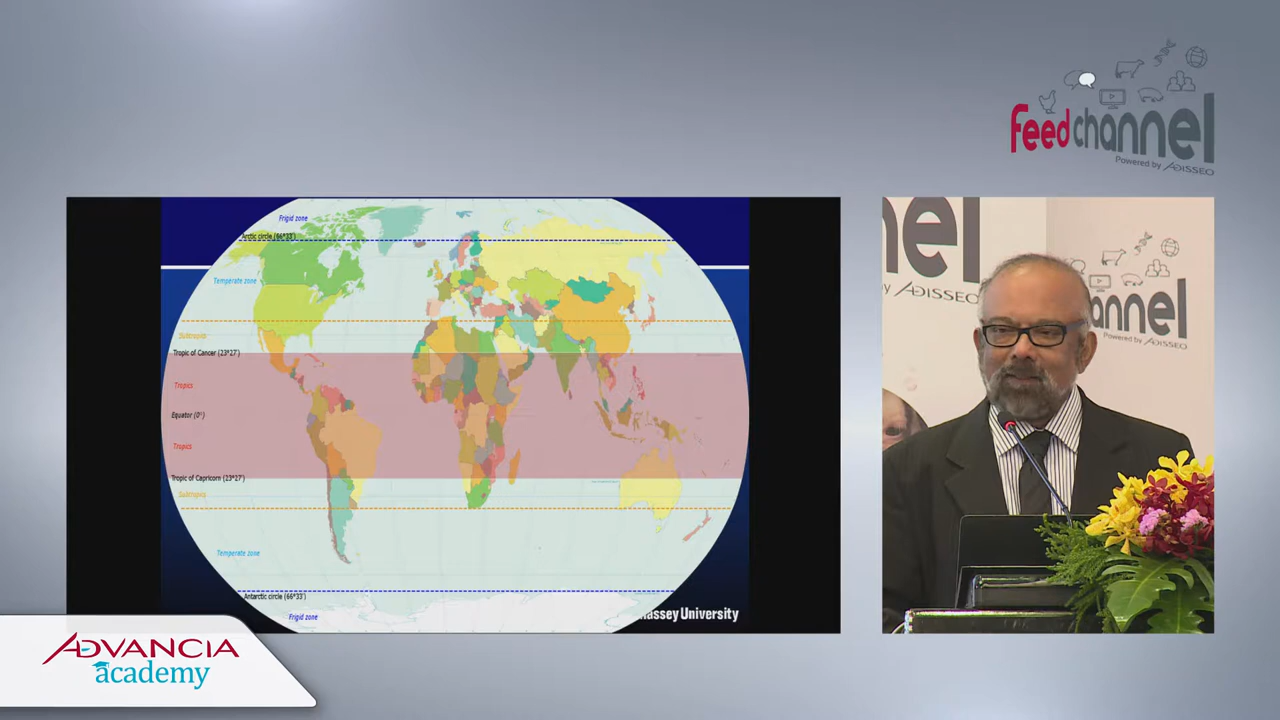 feedchannel
Powered by ADISSEO
Frigid zone
Arctic circle (66°33')
Temperate zone
Subtropics
Tropic of Cancer (23°27')
Tropics
Equator (0°)
Tropics
Tropic of Capricorn (23°27')
Subtropics
Temperate zone
Antarctic circle (66°33')
Frigid zone
Massey University
nel
by ADISSEO
annel
Powered by ADISSEO
ADVANCIA
academy